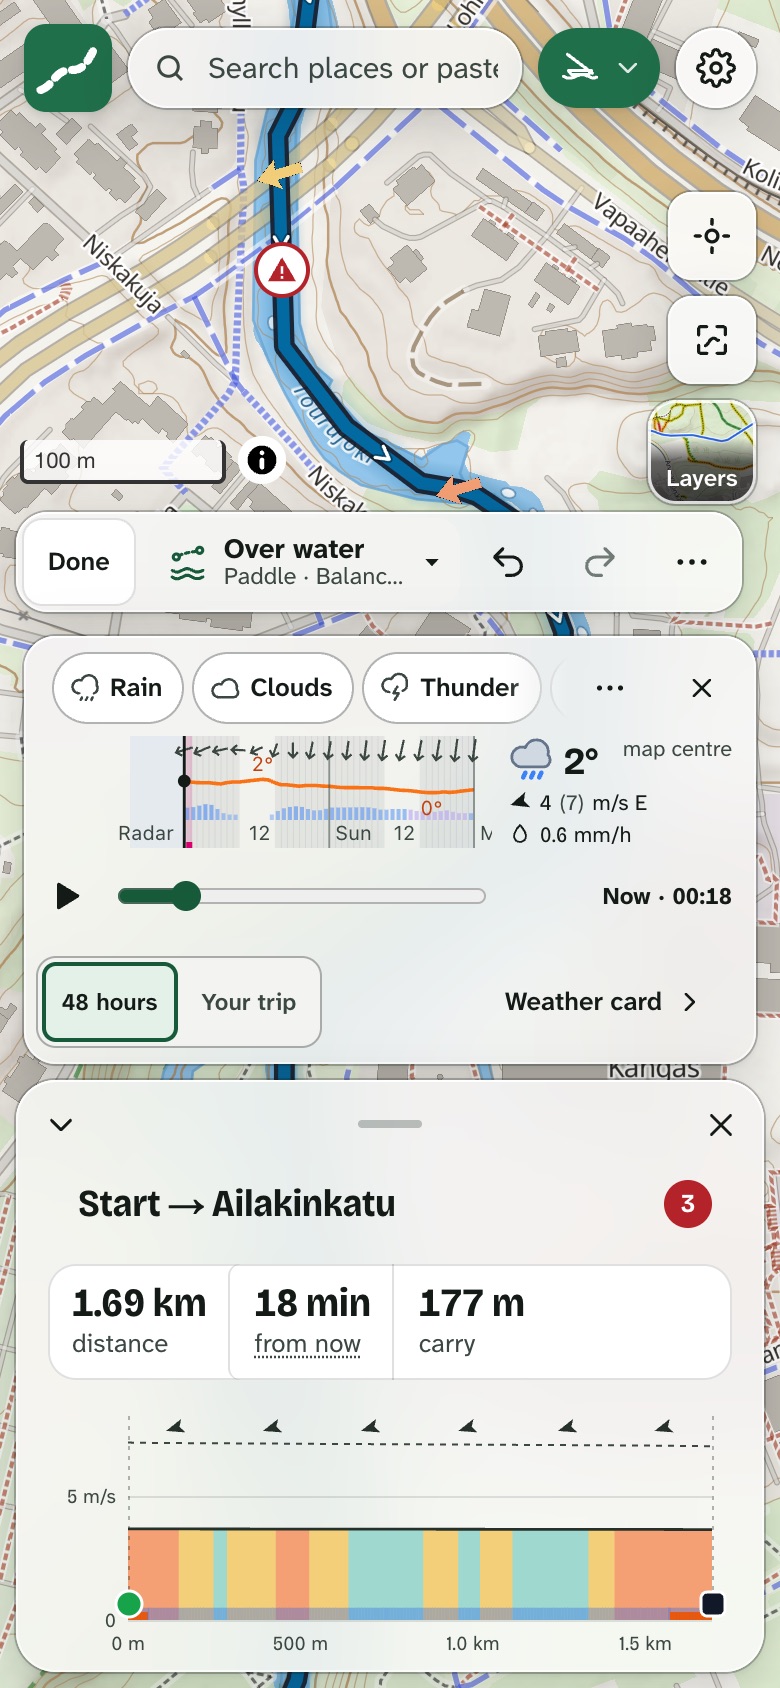 Search places or paste
Niskakuja
Vapaahe
Tourujoki
100 m
Layers
Done
Over water
Paddle · Balanc...
Rain
Clouds
Thunder
2°
0°
Radar
12
Sun
12
2°
map centre
4 (7) m/s E
0.6 mm/h
Now · 00:18
48 hours
Your trip
Weather card
Kangas
Start → Ailakinkatu
3
1.69 km
distance
18 min
from now
177 m
carry
5 m/s
0
0 m
500 m
1.0 km
1.5 km